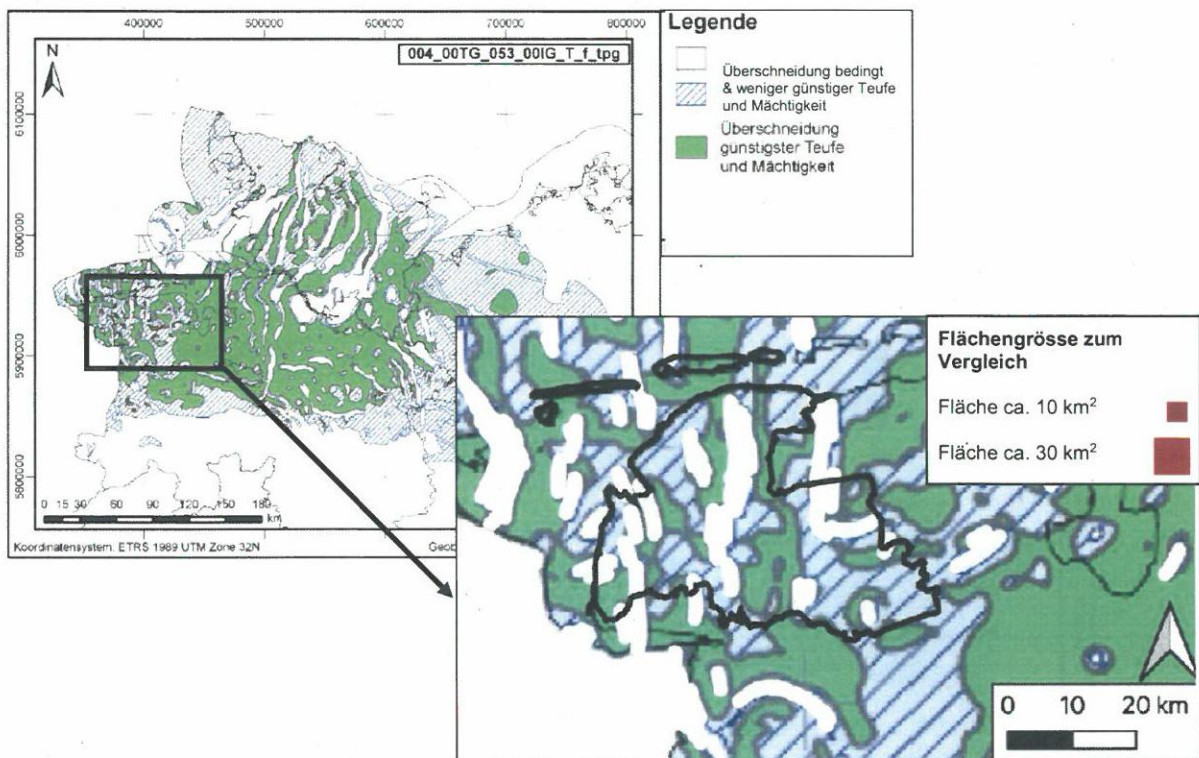 400000 500000 600000 700000 800000
N
004_00TG_053_00IG_T_f_tpg
6100000
6000000
5900000
5800000
0 15 30 60 90 120 150 180
km
Koordinatensystem: ETRS 1989 UTM Zone 32N
Geob
Legende
Überschneidung bedingt
& weniger günstiger Teufe
und Mächtigkeit
Überschneidung
günstigster Teufe
und Mächtigkeit
Flächengrösse zum
Vergleich
Fläche ca. 10 km²
Fläche ca. 30 km²
0 10 20 km